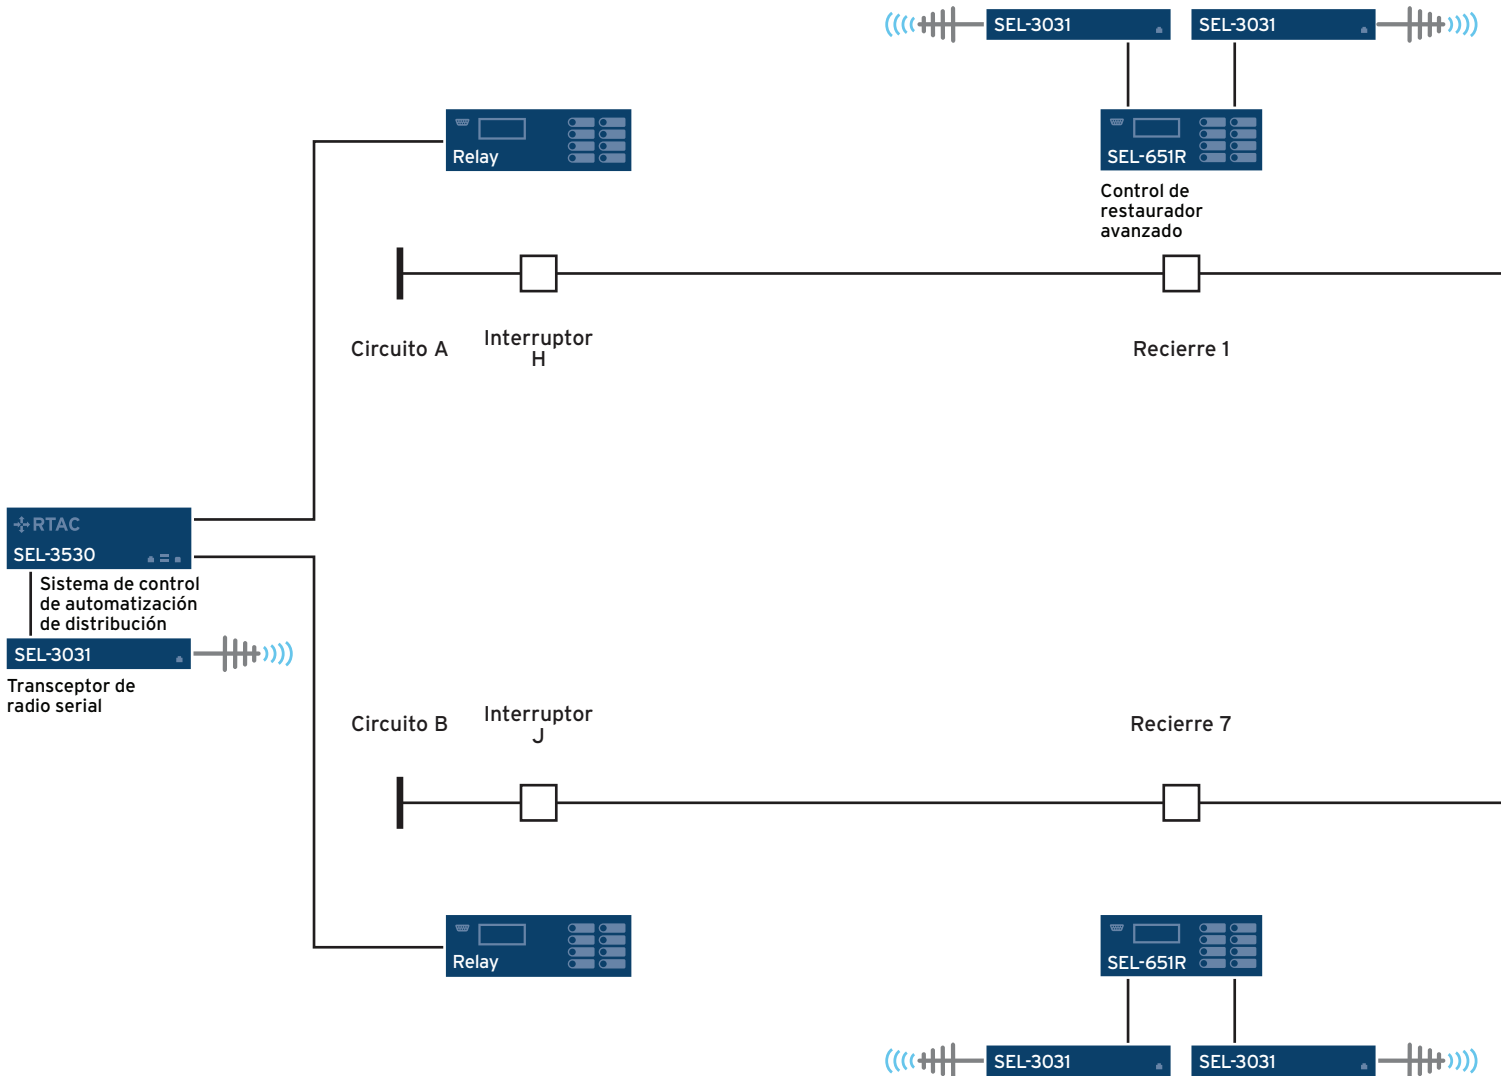 SEL-3031
SEL-3031
Relay
SEL-651R
Control de
restaurador
avanzado
Circuito A
Interruptor
H
Recierre 1
RTAC
SEL-3530
Sistema de control
de automatización
de distribución
SEL-3031
Transceptor de
radio serial
Circuito B
Interruptor
J
Recierre 7
Relay
SEL-651R
SEL-3031
SEL-3031